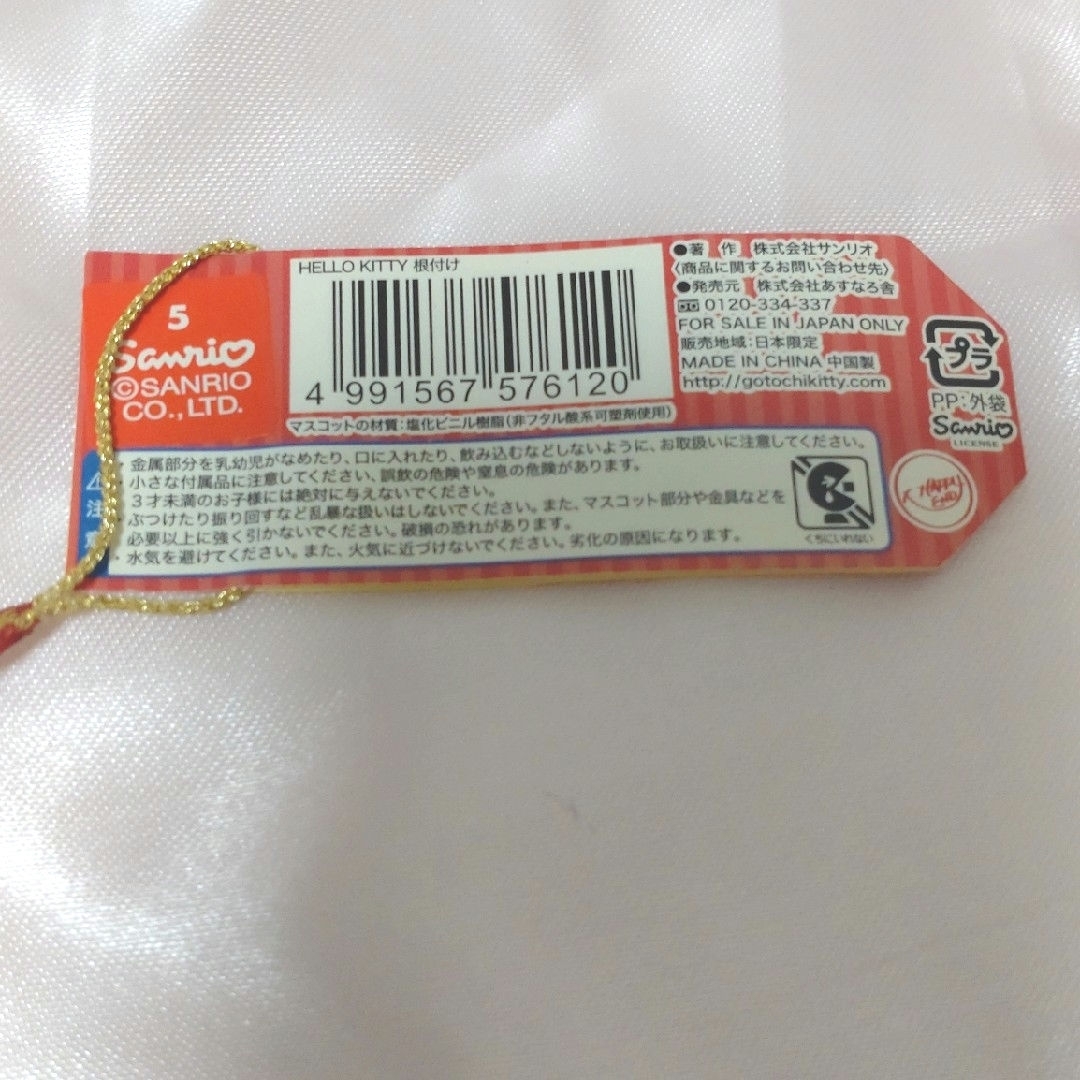 5
Sanrio
©SANRIO
CO., LTD.
HELLO KITTY 根付け
4 991567 576120
マスコットの材質:塩化ビニル樹脂(非フタル酸系可塑剤使用)
●著 作 株式会社サンリオ
〈商品に関するお問い合わせ先〉
●発売元 株式会社あすなろ舎
0120-334-337
FOR SALE IN JAPAN ONLY
販売地域:日本限定
MADE IN CHINA 中国製
http://gotochikitty.com
プラ
PP:外袋
Sanrio
LICENSE
注
・金属部分を乳幼児がなめたり、口に入れたり、飲み込むなどしないように、お取扱いに注意してください。
小さな付属品に注意してください、誤飲の危険や窒息の危険があります。
3才未満のお子様には絶対に与えないでください。
ぶつけたり振り回すなど乱暴な扱いはしないでください。また、マスコット部分や金具などを
必要以上に強く引かないでください。破損の恐れがあります。
・水気を避けてください。また、火気に近づけないでください。劣化の原因になります。
くちにいれない